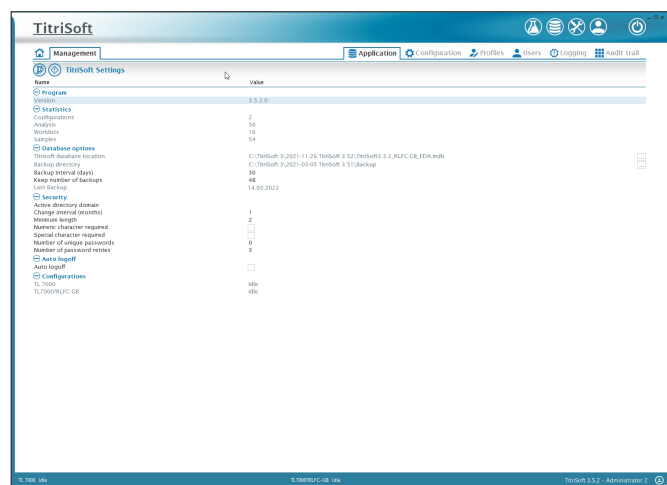 TitriSoft
Management
Application Configuration Profiles Users Logging Audit trail
TitriSoft Settings
Name Value
Program
Version 3.5.2.0
Statistics
Configurations 2
Analysis 50
Worklists 16
Samples 54
Database options
Titrisoft database location C:\TitriSoft 3\2021-11-26 TitriSoft 3.52\TitriSoft3.3.2_RLFC-GB_FDA.mdb
Backup directory C:\TitriSoft 3\2021-03-05 TitriSoft 3.51\Backup
Backup Interval (days) 30
Keep number of backups 48
Last Backup 14.03.2022
Security
Active directory domain
Change interval (months) 1
Minimum length 2
Numeric character required
Special character required
Number of unique passwords 0
Number of password retries 3
Auto logoff
Auto logoff
Configurations
TL 7000 Idle
TL7000?RLFC-GB Idle
TL 7000 Idle TL7000?RLFC-GB Idle TitriSoft 3.5.2 - Administrator 2